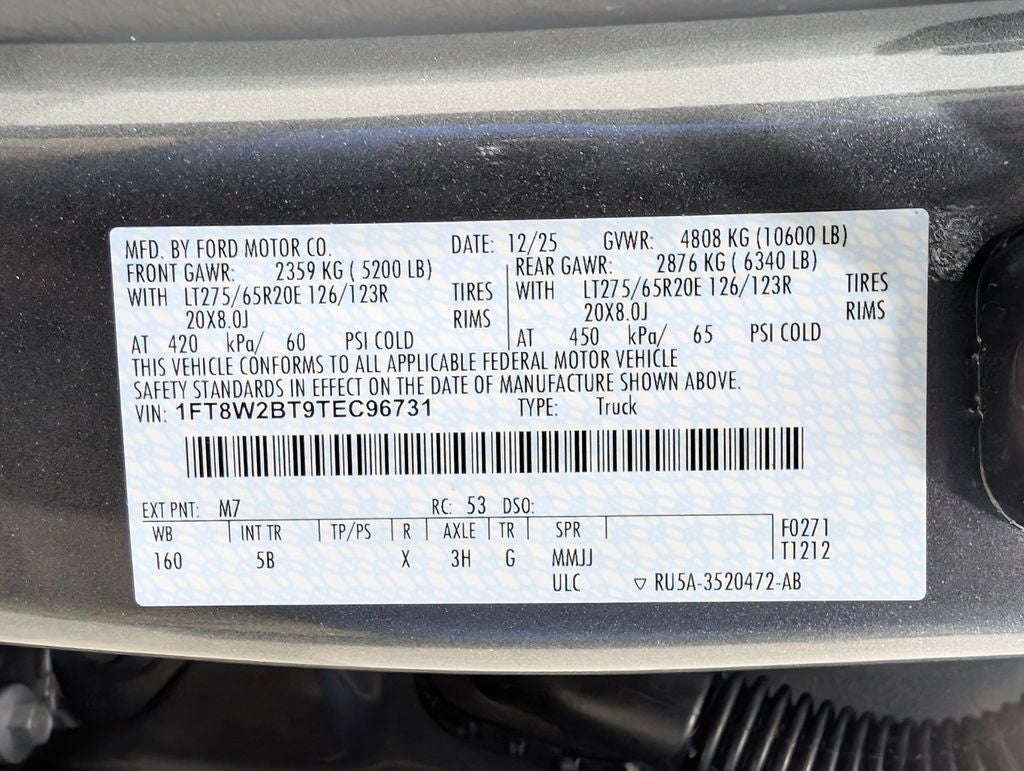 MFD. BY FORD MOTOR CO. DATE: 12/25 GVWR: 4808 KG (10600 LB)
FRONT GAWR: 2359 KG ( 5200 LB) REAR GAWR: 2876 KG ( 6340 LB)
WITH LT275/65R20E 126/123R TIRES WITH LT275/65R20E 126/123R TIRES
20X8.0J RIMS 20X8.0J RIMS
AT 420 kPa/ 60 PSI COLD AT 450 kPa/ 65 PSI COLD
THIS VEHICLE CONFORMS TO ALL APPLICABLE FEDERAL MOTOR VEHICLE
SAFETY STANDARDS IN EFFECT ON THE DATE OF MANUFACTURE SHOWN ABOVE.
VIN: 1FT8W2BT9TEC96731 TYPE: Truck
EXT PNT: M7 RC: 53 DSO:
WB INT TR TP/PS R AXLE TR SPR F0271
160 5B X 3H G MMJJ T1212
ULC ▽ RU5A-3520472-AB